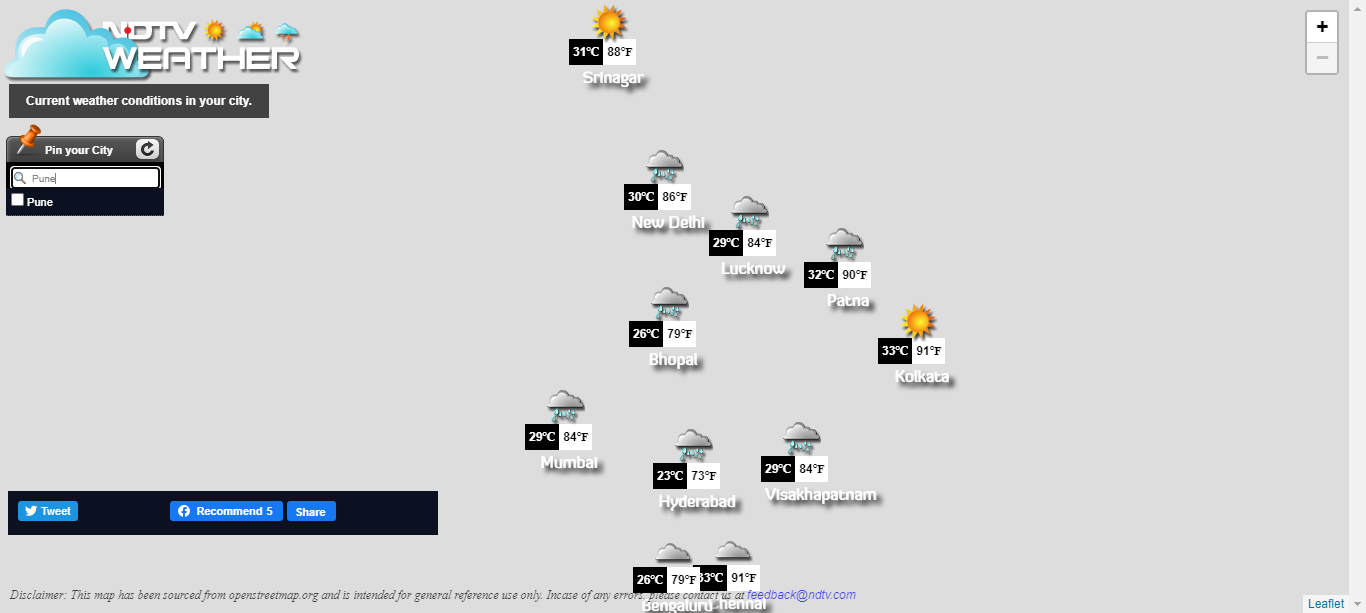 NDTV
WEATHER
Current weather conditions in your city.
Pin your City
Pune
Pune
31°C 88°F
Srinagar
30°C 86°F
New Delhi
29°C 84°F
Lucknow
32°C 90°F
Patna
26°C 79°F
Bhopal
33°C 91°F
Kolkata
29°C 84°F
Mumbai
23°C 73°F
Hyderabad
29°C 84°F
Visakhapatnam
26°C 79°F
Bengaluru
33°C 91°F
Chennai
+
−
Tweet
Recommend 5
Share
Disclaimer: This map has been sourced from openstreetmap.org and is intended for general reference use only. Incase of any errors, please contact us at feedback@ndtv.com
Leaflet